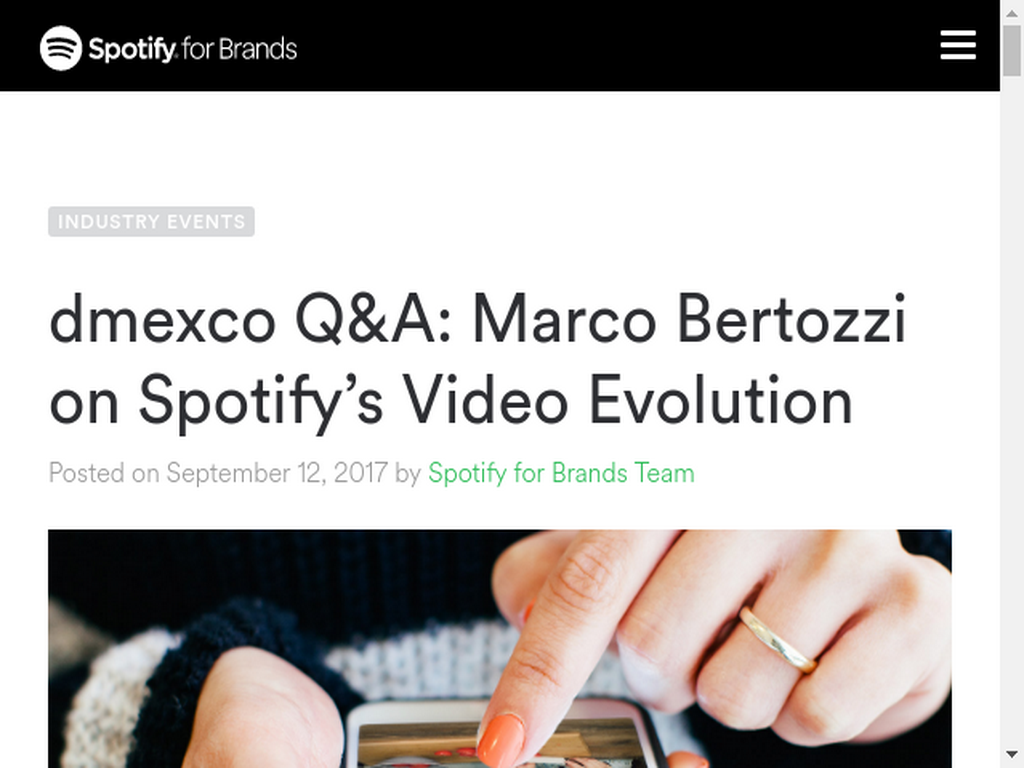 Spotify for Brands
INDUSTRY EVENTS
dmexco Q&A: Marco Bertozzi
on Spotify’s Video Evolution
Posted on September 12, 2017 by Spotify for Brands Team